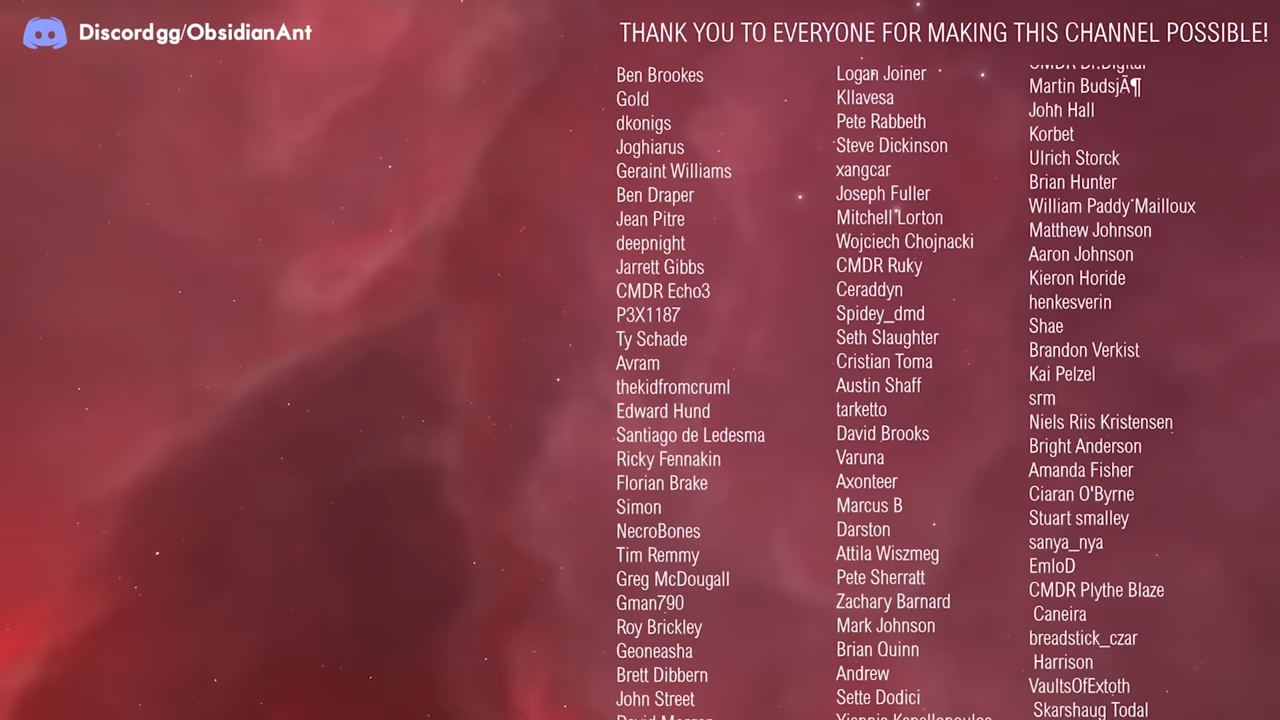 Discordgg/ObsidianAnt
THANK YOU TO EVERYONE FOR MAKING THIS CHANNEL POSSIBLE!
Ben Brookes
Gold
dkonigs
Joghiarus
Geraint Williams
Ben Draper
Jean Pitre
deepnight
Jarrett Gibbs
CMDR Echo3
P3X1187
Ty Schade
Avram
thekidfromcruml
Edward Hund
Santiago de Ledesma
Ricky Fennakin
Florian Brake
Simon
NecroBones
Tim Remmy
Greg McDougall
Gman790
Roy Brickley
Geoneasha
Brett Dibbern
John Street
David Morgan
Logan Joiner
Kllavesa
Pete Rabbeth
Steve Dickinson
xangcar
Joseph Fuller
Mitchell Lorton
Wojciech Chojnacki
CMDR Ruky
Ceraddyn
Spidey_dmd
Seth Slaughter
Cristian Toma
Austin Shaff
tarketto
David Brooks
Varuna
Axonteer
Marcus B
Darston
Attila Wiszmeg
Pete Sherratt
Zachary Barnard
Mark Johnson
Brian Quinn
Andrew
Sette Dodici
CMDR Dr.Digital
Martin BudsjÃ¶
John Hall
Korbet
Ulrich Storck
Brian Hunter
William Paddy Mailloux
Matthew Johnson
Aaron Johnson
Kieron Horide
henkesverin
Shae
Brandon Verkist
Kai Pelzel
srm
Niels Riis Kristensen
Bright Anderson
Amanda Fisher
Ciaran O'Byrne
Stuart smalley
sanya_nya
EmloD
CMDR Plythe Blaze
Caneira
breadstick_czar
Harrison
VaultsOfExtoth
Skarshaug Todal